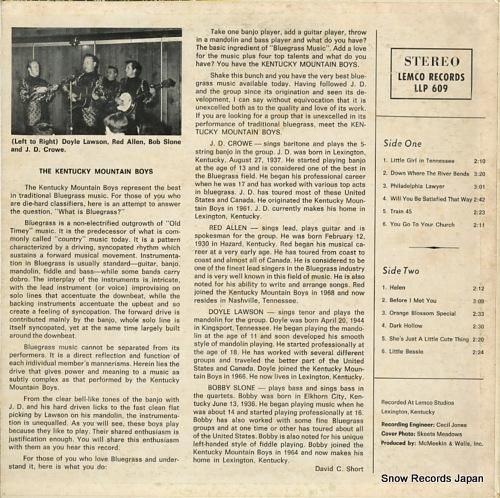 (Left to Right) Doyle Lawson, Red Allen, Bob Slone
and J. D. Crowe.
THE KENTUCKY MOUNTAIN BOYS
The Kentucky Mountain Boys represent the best
in traditional Bluegrass Music. For those of you who
are die-hard classifiers, here is an attempt to answer
the question, "What is Bluegrass?"
Bluegrass is a non-electrified outgrowth of "Old
Timey" music. It is the predecessor of what is com-
monly called "country" music today. It is a pattern
characterized by a driving, syncopated rhythm which
sustains a forward musical movement. Instrumenta-
tion in Bluegrass is usually standard—guitar, banjo,
mandolin, fiddle and bass—while some bands carry
dobro. The interplay of the instruments is intricate,
with the lead instrument (or voice) improvising on
solo lines that accentuate the downbeat, while the
backing instruments accentuate the upbeat and so
create a feeling of syncopation. The forward drive is
contributed mainly by the banjo, whose solo line is
itself syncopated, yet at the same time largely built
around the downbeat.
Bluegrass music cannot be separated from its
performers. It is a direct reflection and function of
each individual member's mannerisms. Herein lies the
drive that gives power and meaning to a music as
subtly complex as that performed by the Kentucky
Mountain Boys.
From the clear bell-like tones of the banjo with
J. D. and his hard driven licks to the fast clean flat
picking by Lawson on his mandolin, the instrumenta-
tion is unequalled. As you will see, these boys play
because they like to play. Their shared enthusiasm is
justification enough. You will share this enthusiasm
with them as you hear this record.
For those of you who love Bluegrass and under-
stand it, here is what you do:
Take one banjo player, add a guitar player, throw
in a mandolin and bass player and what do you have?
The basic ingredient of "Bluegrass Music". Add a love
for the music plus four top talents and what do you
have? You have the KENTUCKY MOUNTAIN BOYS.
Shake this bunch and you have the very best blue-
grass music available today. Having followed J. D.
and the group since its origination and seen its de-
velopment, I can say without equivocation that it is
unexcelled both as to the quality and love of its work.
If you are looking for a group that is unexcelled in its
performance of traditional bluegrass, meet the KEN-
TUCKY MOUNTAIN BOYS.
J. D. CROWE — sings baritone and plays the 5-
string banjo in the group. J. D. was born in Lexington,
Kentucky, August 27, 1937. He started playing banjo
at the age of 13 and is considered one of the best in
the Bluegrass field. He began his professional career
when he was 17 and has worked with various top acts
in bluegrass. J. D. has toured most of these United
States and Canada. He originated the Kentucky Moun-
tain Boys in 1961. J. D. currently makes his home in
Lexington, Kentucky.
RED ALLEN — sings lead, plays guitar and is
spokesman for the group. He was born February 12,
1930 in Hazard, Kentucky. Red began his musical ca-
reer at a very early age. He has toured from coast to
coast and almost all of Canada. He is considered to be
one of the finest lead singers in the Bluegrass industry
and is very well known in this field of music. He is also
noted for his ability to write and arrange songs. Red
joined the Kentucky Mountain Boys in 1968 and now
resides in Nashville, Tennessee.
DOYLE LAWSON — sings tenor and plays the
mandolin for the group. Doyle was born April 20, 1944
in Kingsport, Tennessee. He began playing the mando-
lin at the age of 11 and soon developed his smooth
style of mandolin playing. He started professionally at
the age of 18. He has worked with several different
groups and traveled the better part of the United
States and Canada. Doyle joined the Kentucky Moun-
tain Boys in 1966. He now lives in Lexington, Kentucky.
BOBBY SLONE — plays bass and sings bass in
the quartets. Bobby was born in Elkhorn City, Ken-
tucky June 13, 1936. He began playing music when he
was about 14 and started playing professionally at 16.
Bobby has also worked with some fine Bluegrass
groups and at one time or other has toured about all
of the United States. Bobby is also noted for his unique
left-handed style of fiddle playing. Bobby joined the
Kentucky Mountain Boys in 1964 and now makes his
home in Lexington, Kentucky.
David C. Short
STEREO
LEMCO RECORDS
LLP 609
Side One
1. Little Girl in Tennessee 2:10
2. Down Where The River Bends 3:20
3. Philadelphia Lawyer 3:01
4. Will You Be Satisfied That Way 2:42
5. Train 45 2:23
6. You Go To Your Church 2:11
Side Two
1. Helen 2:12
2. Before I Met You 3:09
3. Orange Blossom Special 2:33
4. Dark Hollow 2:30
5. She's Just A Little Cute Thing 2:20
6. Little Bessie 2:24
Recorded At Lemco Studios
Lexington, Kentucky
Recording Engineer: Cecil Jones
Cover Photo: Skeets Meadows
Produced by: McMeekin & Wells, Inc.
Snow Records Japan